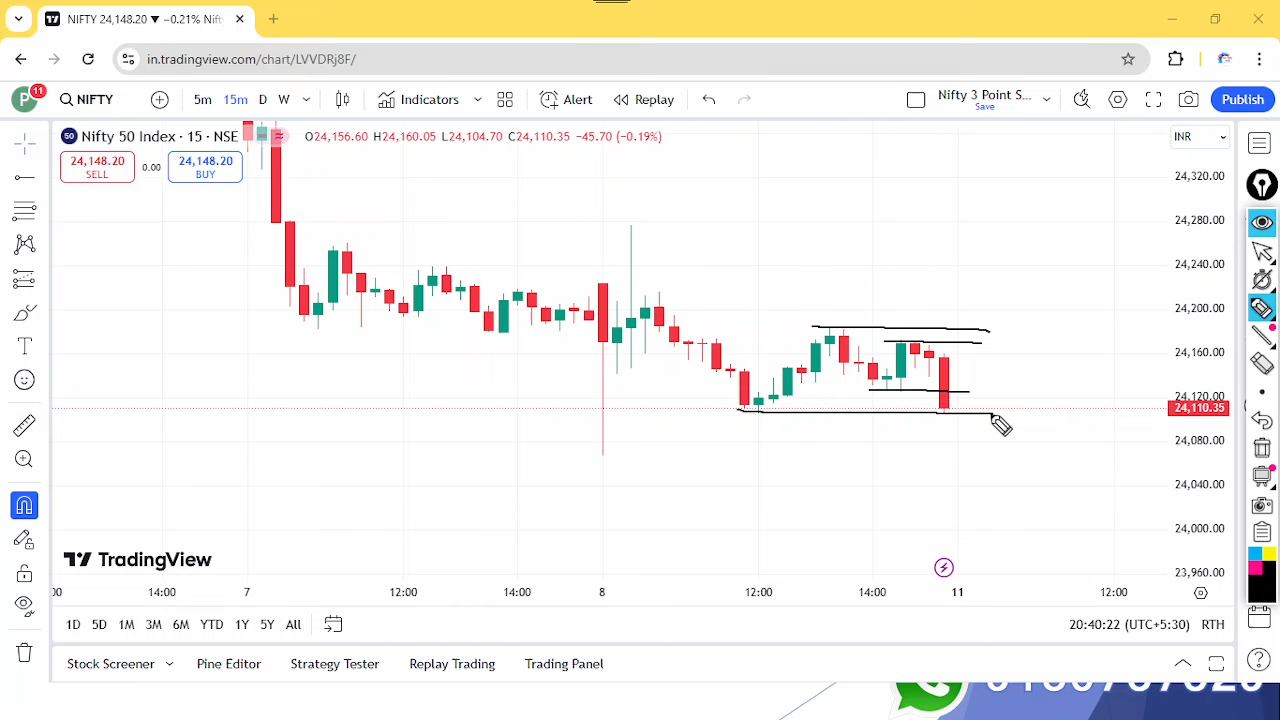 NIFTY 24,148.20 ▼ −0.21% Nift
in.tradingview.com/chart/LVVDRj8F/
P 11 NIFTY 5m 15m D W Indicators Alert Replay Nifty 3 Point S... Save Publish
50 Nifty 50 Index · 15 · NSE O24,156.60 H24,160.05 L24,104.70 C24,110.35 −45.70 (−0.19%) INR
24,148.20 SELL 0.00 24,148.20 BUY
24,320.00
24,280.00
24,240.00
24,200.00
24,160.00
24,120.00
24,110.35
24,080.00
24,040.00
24,000.00
23,960.00
TradingView
14:00 7 12:00 14:00 8 12:00 14:00 11 12:00
1D 5D 1M 3M 6M YTD 1Y 5Y All 20:40:22 (UTC+5:30) RTH
Stock Screener Pine Editor Strategy Tester Replay Trading Trading Panel